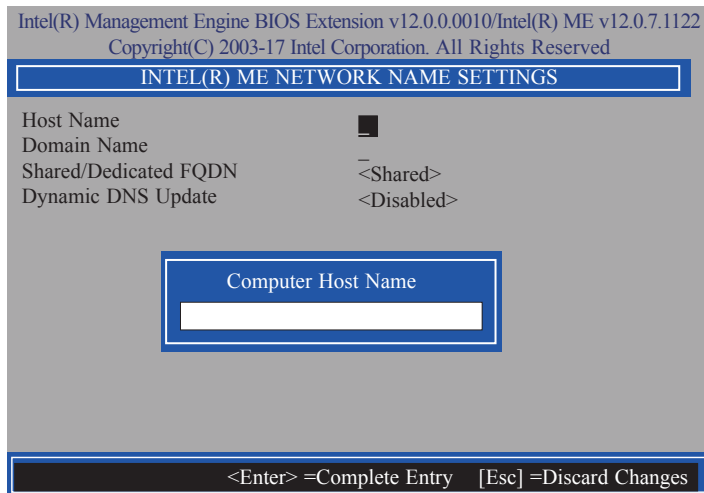 Intel(R) Management Engine BIOS Extension v12.0.0.0010/Intel(R) ME v12.0.7.1122
Copyright(C) 2003-17 Intel Corporation. All Rights Reserved
INTEL(R) ME NETWORK NAME SETTINGS
Host Name _
Domain Name _
Shared/Dedicated FQDN <Shared>
Dynamic DNS Update <Disabled>
Computer Host Name
<Enter> =Complete Entry [Esc] =Discard Changes